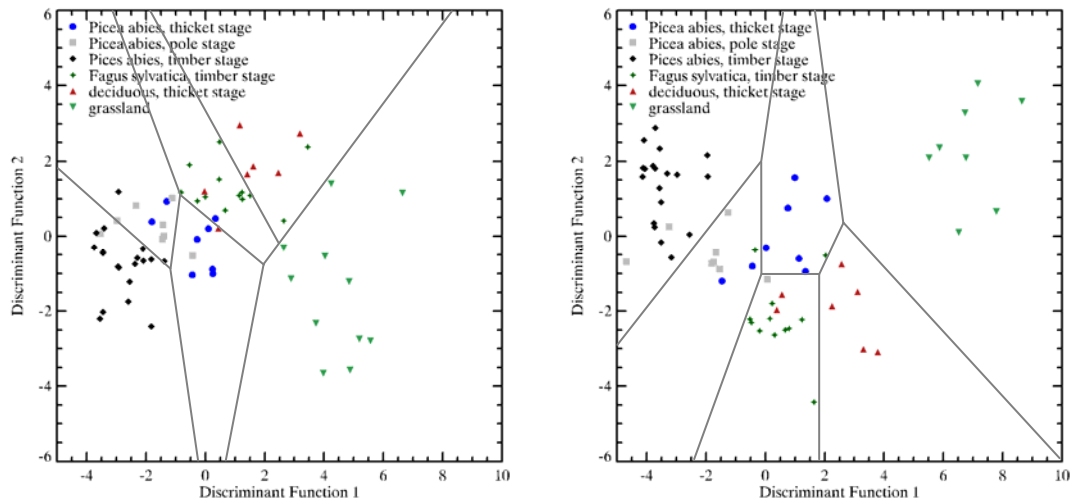 6
4
2
0
-2
-4
-6
Discriminant Function 2
Picea abies, thicket stage
Picea abies, pole stage
Pices abies, timber stage
Fagus sylvatica, timber stage
deciduous, thicket stage
grassland
-4 -2 0 2 4 6 8 10
Discriminant Function 1
6
4
2
0
-2
-4
-6
Discriminant Function 2
Picea abies, thicket stage
Picea abies, pole stage
Pices abies, timber stage
Fagus sylvatica, timber stage
deciduous, thicket stage
grassland
-4 -2 0 2 4 6 8 10
Discriminant Function 1